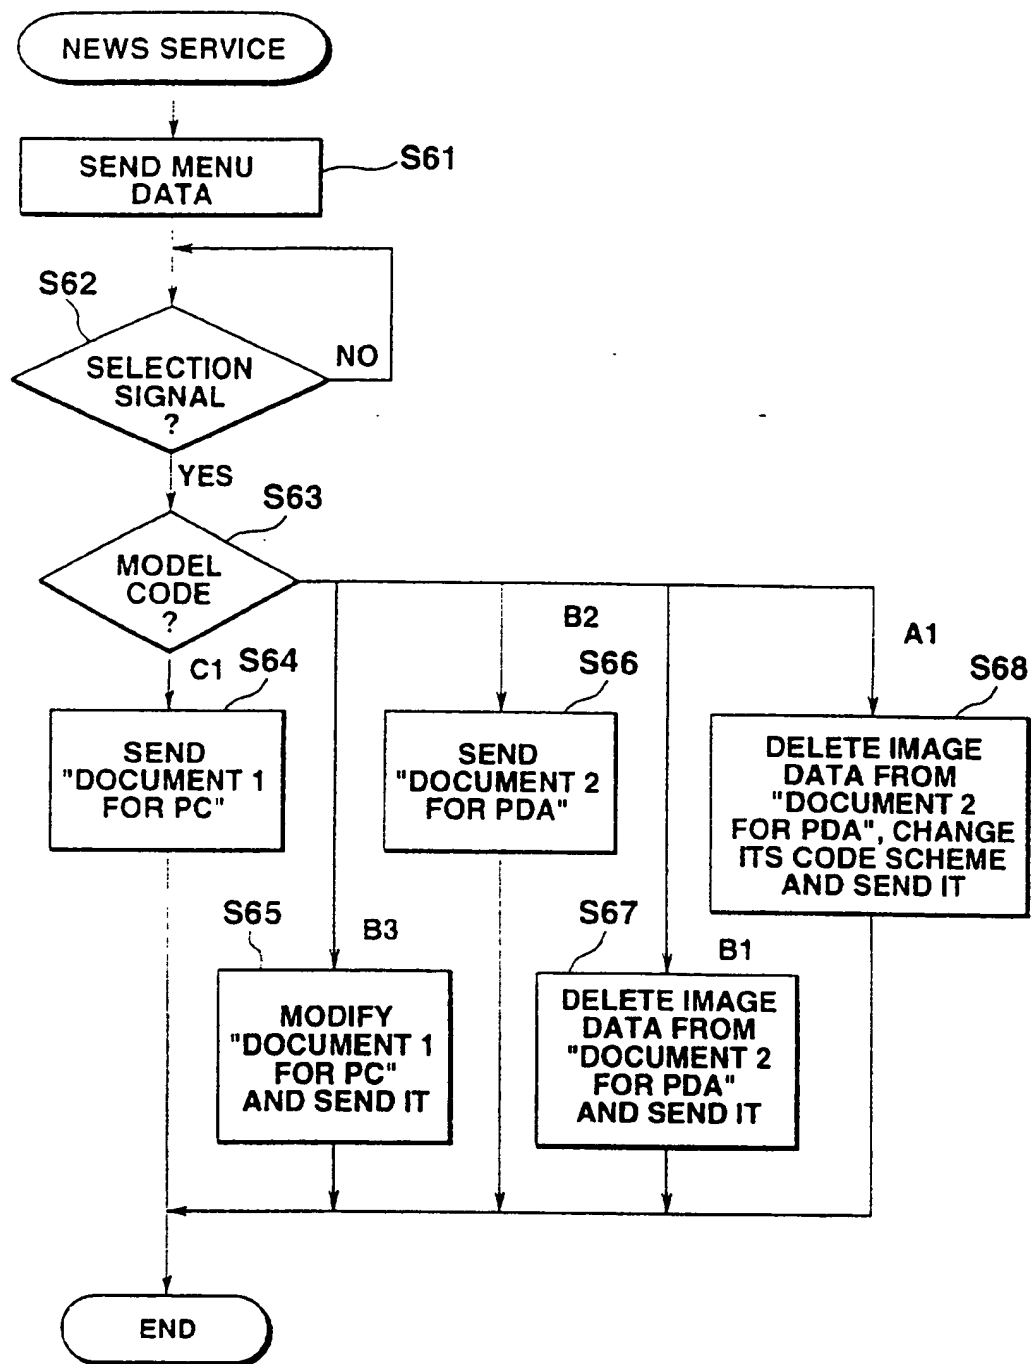 NEWS SERVICE
SEND MENU
DATA
S61
S62
SELECTION
SIGNAL
?
NO
YES
S63
MODEL
CODE
?
C1
S64
B2
S66
A1
S68
SEND
"DOCUMENT 1
FOR PC"
SEND
"DOCUMENT 2
FOR PDA"
DELETE IMAGE
DATA FROM
"DOCUMENT 2
FOR PDA", CHANGE
ITS CODE SCHEME
AND SEND IT
S65
B3
S67
B1
MODIFY
"DOCUMENT 1
FOR PC"
AND SEND IT
DELETE IMAGE
DATA FROM
"DOCUMENT 2
FOR PDA"
AND SEND IT
END